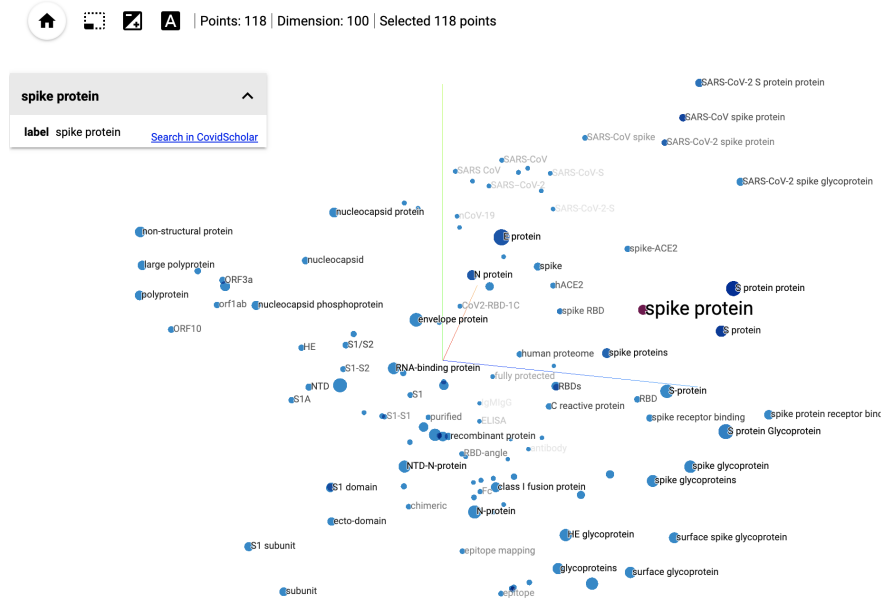 A
Points: 118 | Dimension: 100 | Selected 118 points
spike protein
label spike protein
Search in CovidScholar
SARS-CoV-2 S protein protein
SARS-CoV spike protein
SARS-CoV spike
SARS-CoV-2 spike protein
SARS-CoV
SARS CoV
SARS-CoV-S
SARS-CoV-2 spike glycoprotein
SARS-CoV-2
SARS-CoV-2-S
nucleocapsid protein
nCoV-19
non-structural protein
E protein
spike-ACE2
nucleocapsid
large polyprotein
spike
N protein
ORF3a
hACE2
S protein protein
polyprotein
orf1ab
nucleocapsid phosphoprotein
CoV2-RBD-1C
spike RBD
spike protein
envelope protein
ORF10
S protein
HE
S1/S2
human proteome
spike proteins
S1-S2
RNA-binding protein
fully protected
NTD
RBDs
S-protein
S1
S1A
IgMIgG
C reactive protein
RBD
S1-S1
purified
ELISA
spike receptor binding
spike protein receptor bind
recombinant protein
S protein Glycoprotein
RBD-angle
antibody
NTD-N-protein
spike glycoprotein
spike glycoproteins
S1 domain
Fc
class I fusion protein
chimeric
N-protein
ecto-domain
HE glycoprotein
surface spike glycoprotein
S1 subunit
epitope mapping
glycoproteins
surface glycoprotein
subunit
epitope